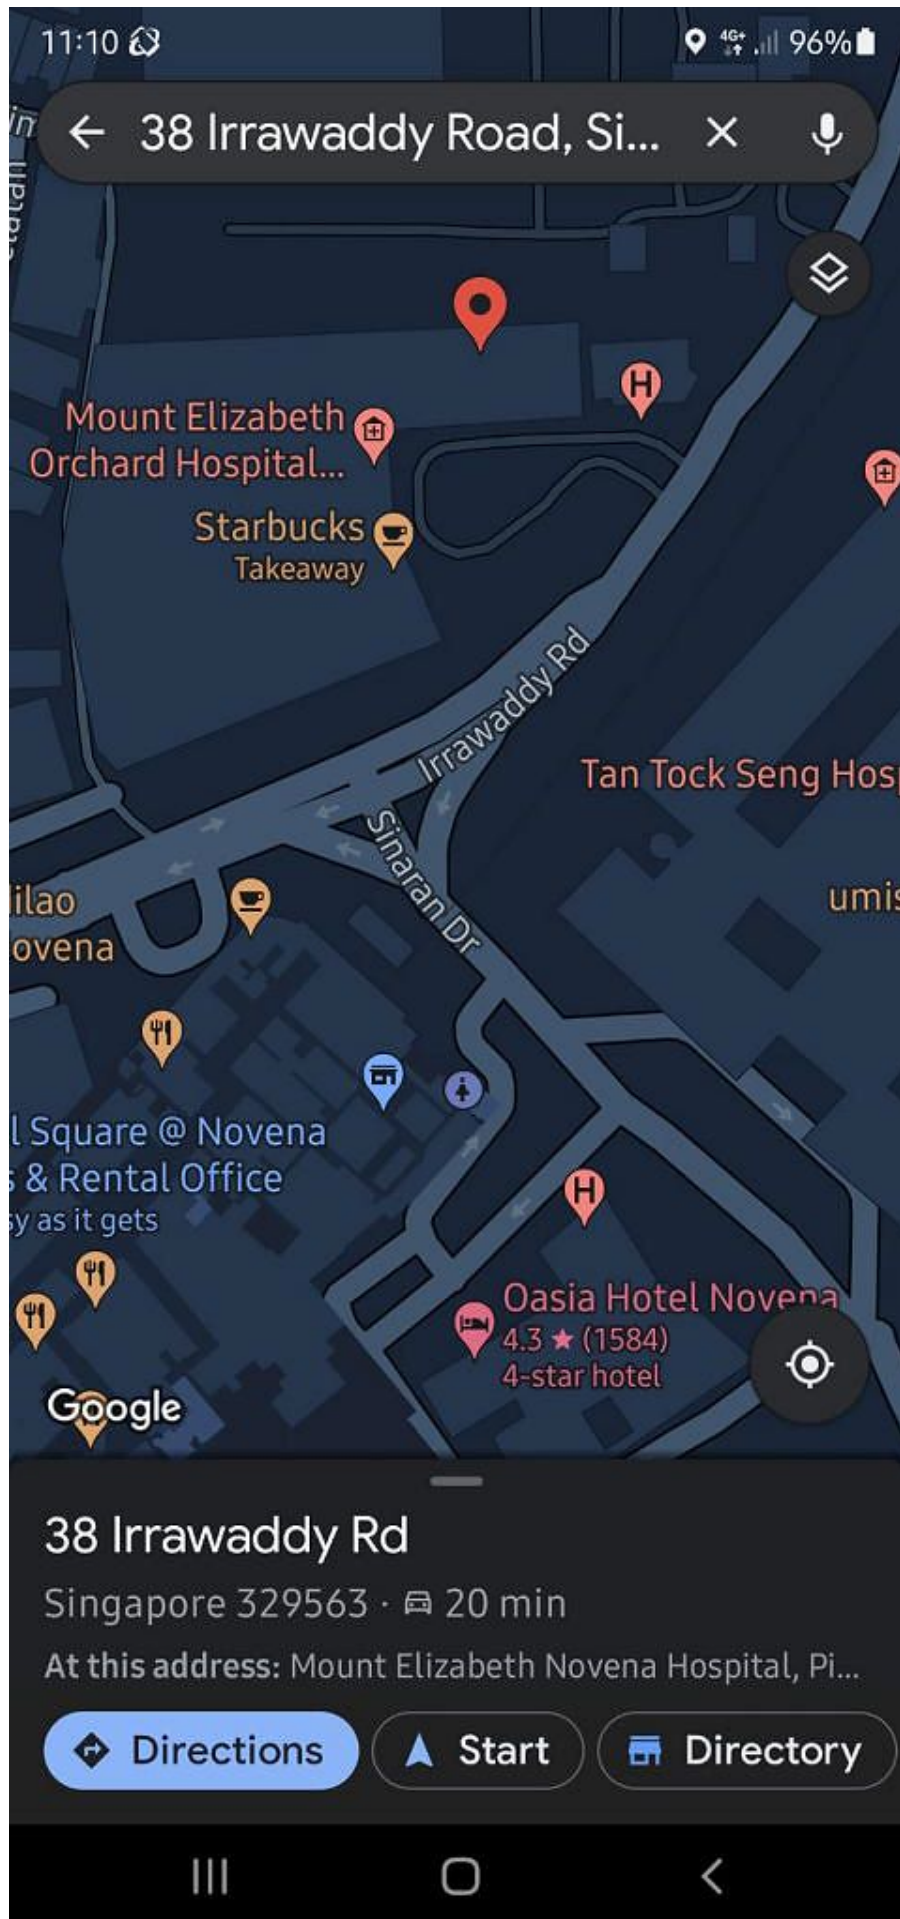 11:10
4G+
96%
38 Irrawaddy Road, Si...
Mount Elizabeth
Orchard Hospital...
H
Starbucks
Takeaway
Irrawaddy Rd
Tan Tock Seng Hosp
Sinaran Dr
ilao
ovena
umis
l Square @ Novena
s & Rental Office
sy as it gets
H
Oasia Hotel Novena
4.3 ★ (1584)
4-star hotel
Google
38 Irrawaddy Rd
Singapore 329563 · 20 min
At this address: Mount Elizabeth Novena Hospital, Pi...
Directions
Start
Directory